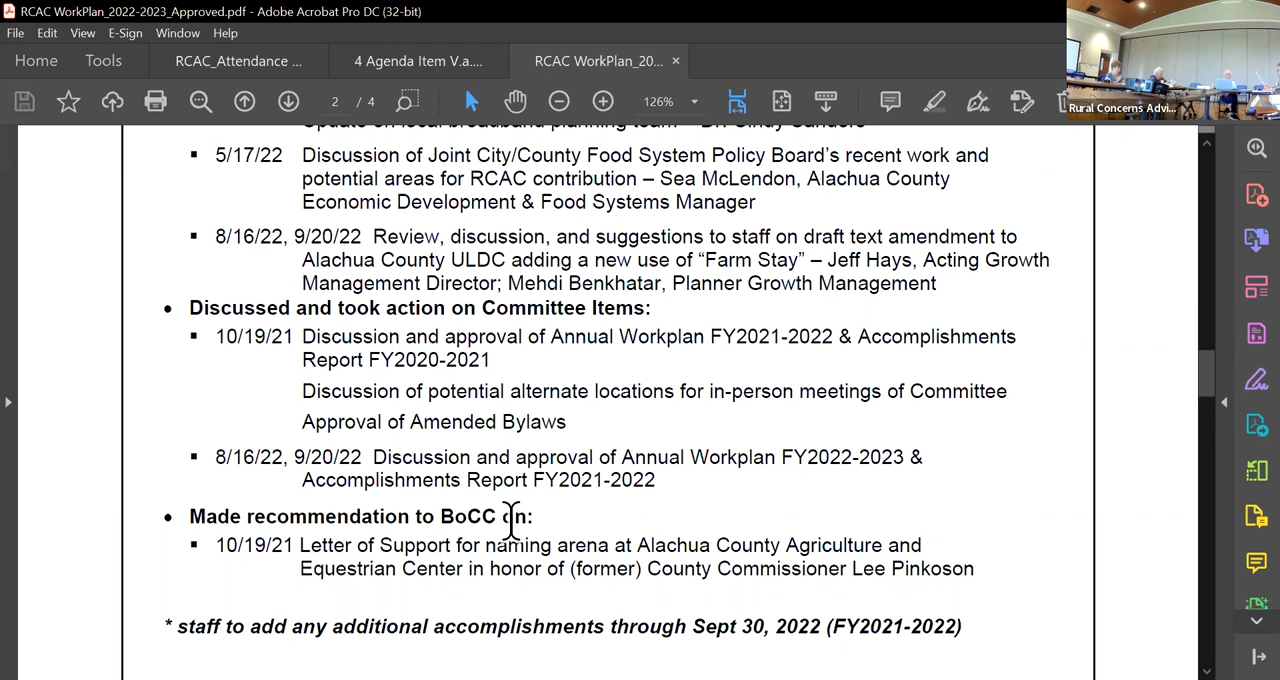 RCAC WorkPlan_2022-2023_Approved.pdf - Adobe Acrobat Pro DC (32-bit)
File Edit View E-Sign Window Help
Home Tools RCAC_Attendance ... 4 Agenda Item V.a.... RCAC WorkPlan_20... ×
2 / 4 126%
Rural Concerns Advi...
5/17/22 Discussion of Joint City/County Food System Policy Board's recent work and
potential areas for RCAC contribution – Sea McLendon, Alachua County
Economic Development & Food Systems Manager
8/16/22, 9/20/22 Review, discussion, and suggestions to staff on draft text amendment to
Alachua County ULDC adding a new use of “Farm Stay” – Jeff Hays, Acting Growth
Management Director; Mehdi Benkhatar, Planner Growth Management
Discussed and took action on Committee Items:
10/19/21 Discussion and approval of Annual Workplan FY2021-2022 & Accomplishments
Report FY2020-2021
Discussion of potential alternate locations for in-person meetings of Committee
Approval of Amended Bylaws
8/16/22, 9/20/22 Discussion and approval of Annual Workplan FY2022-2023 &
Accomplishments Report FY2021-2022
Made recommendation to BoCC on:
10/19/21 Letter of Support for naming arena at Alachua County Agriculture and
Equestrian Center in honor of (former) County Commissioner Lee Pinkoson
* staff to add any additional accomplishments through Sept 30, 2022 (FY2021-2022)